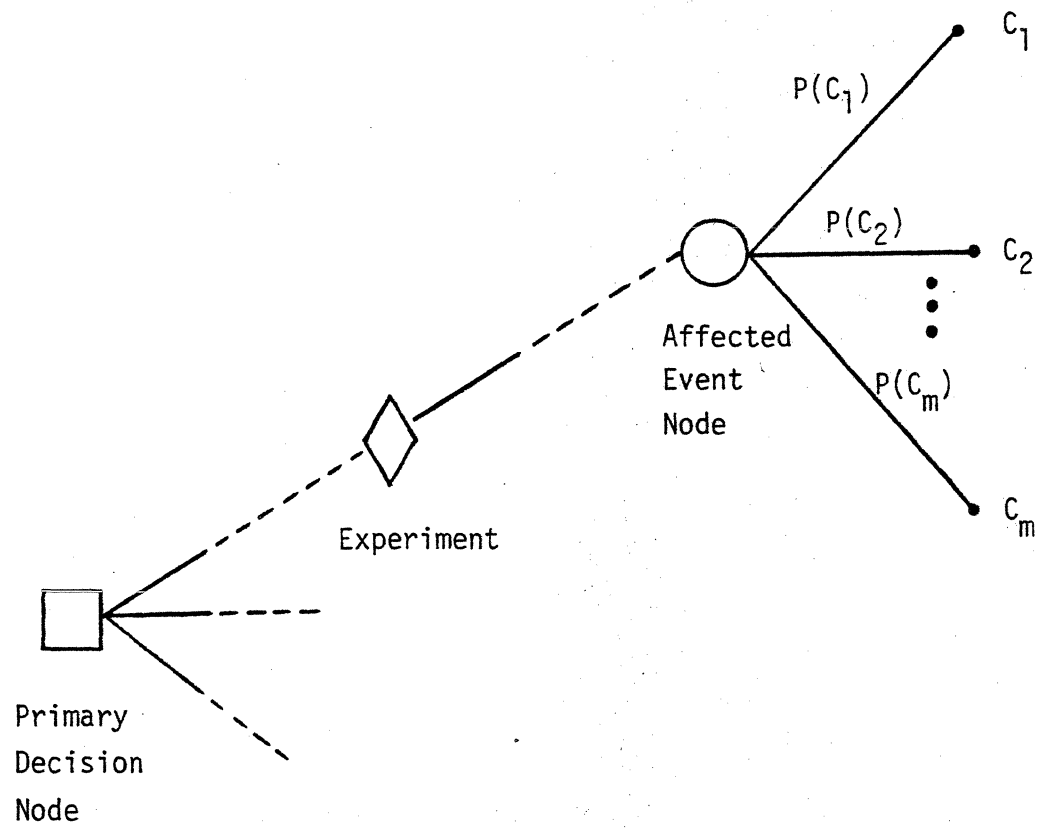 C₁
P(C₁)
P(C₂)
C₂
Affected
Event
Node
P(Cₘ)
Cₘ
Experiment
Primary
Decision
Node